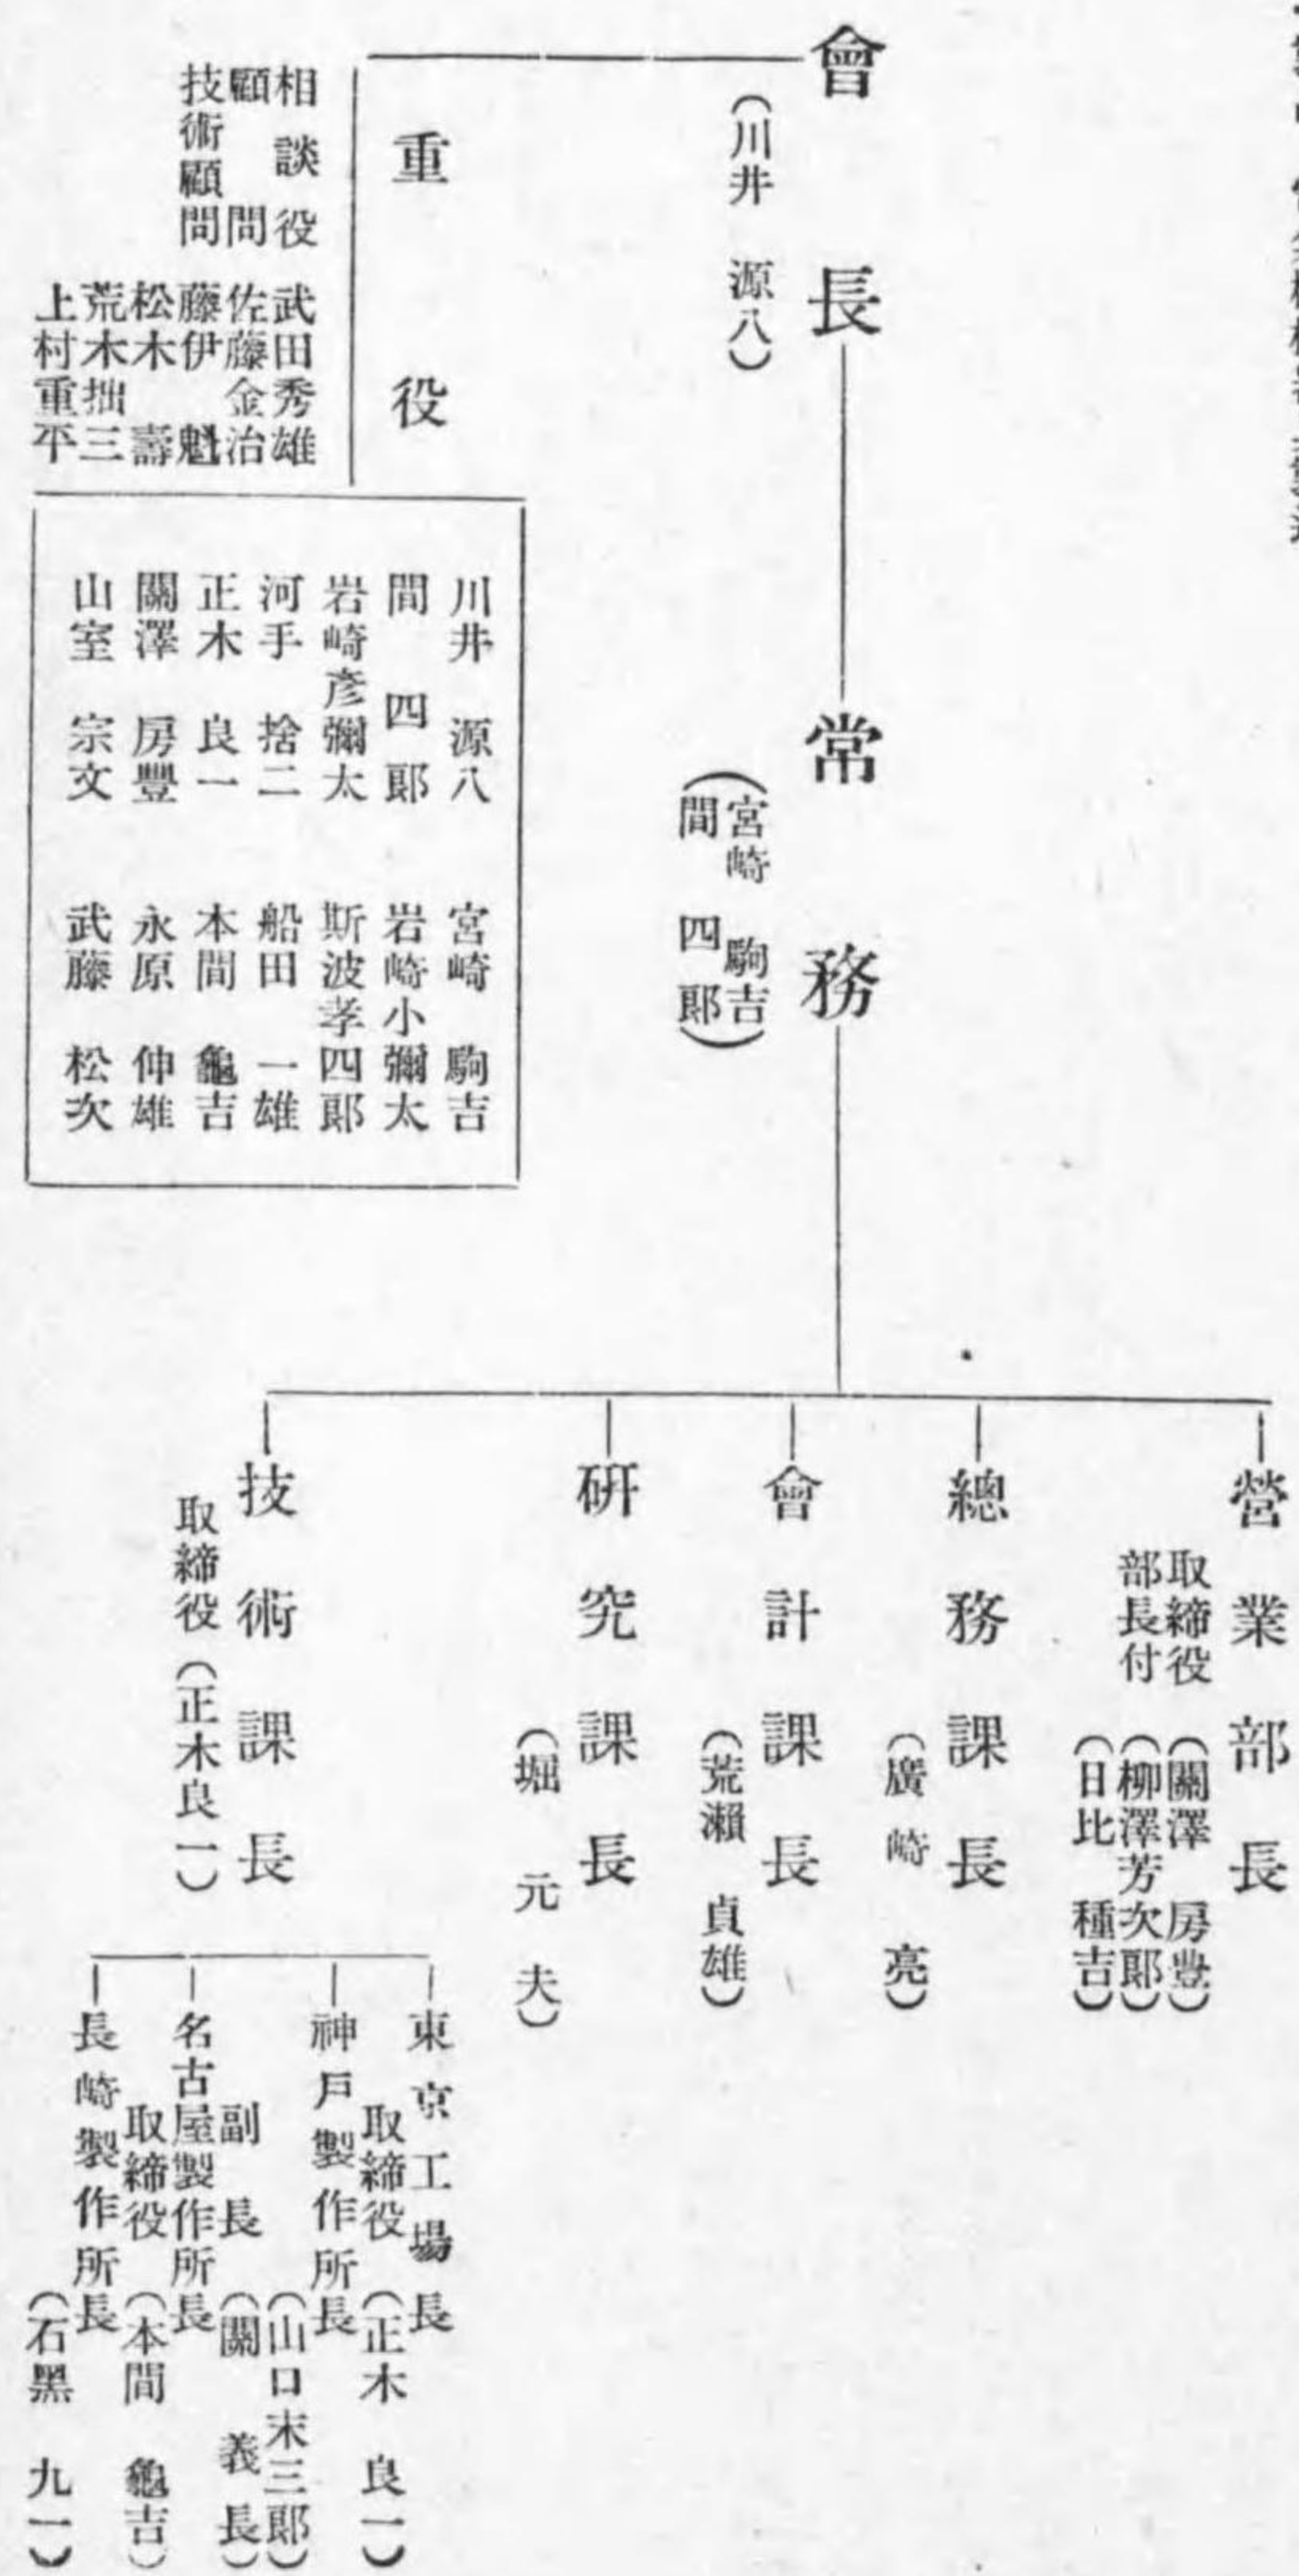 會長
(川井 源八)
常務
(宮崎 駒吉)
(間 四郎)
重役
相談役 武田秀雄
顧問 佐藤金治
技術顧問 藤伊 魁
松木 壽
荒木拙三
上村重平
川井 源八 宮崎 駒吉
間 四郎 岩崎小彌太
岩崎彦彌太 斯波孝四郎
河手 捨二 船田 一雄
正木 良一 本間 龜吉
關澤 房豐 永原 伸雄
山室 宗文 武藤 松次
營業部長
取締役 (關澤 房豊)
部長付 (柳澤芳次郎)
(日比 種吉)
總務課長
(廣崎 亮)
會計課長
(荒瀨 貞雄)
硏究課長
(堀 元夫)
技術課長
取締役 (正木良一)
東京工場長
取締役 (正木 良一)
神戸製作所長
(山口末三郎)
副長 (關 義長)
名古屋製作所長
取締役 (本間 龜吉)
長崎製作所長
(石黑 九一)